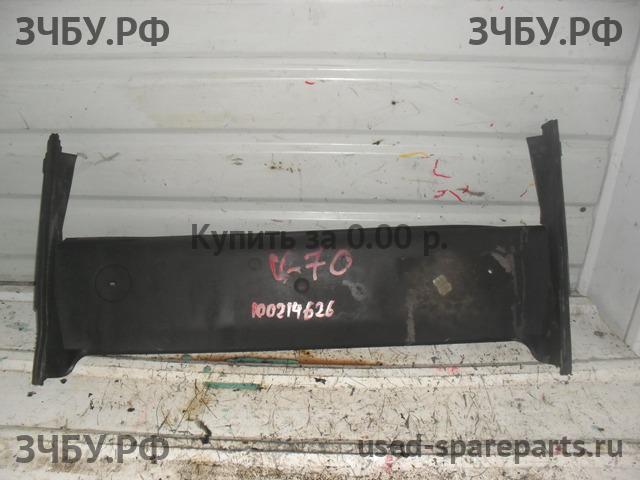 ЗЧБУ.РФ ЗЧБУ.РФ
Купить за 0.00 р.
V-70
100214626
ЗЧБУ.РФ used-spareparts.ru